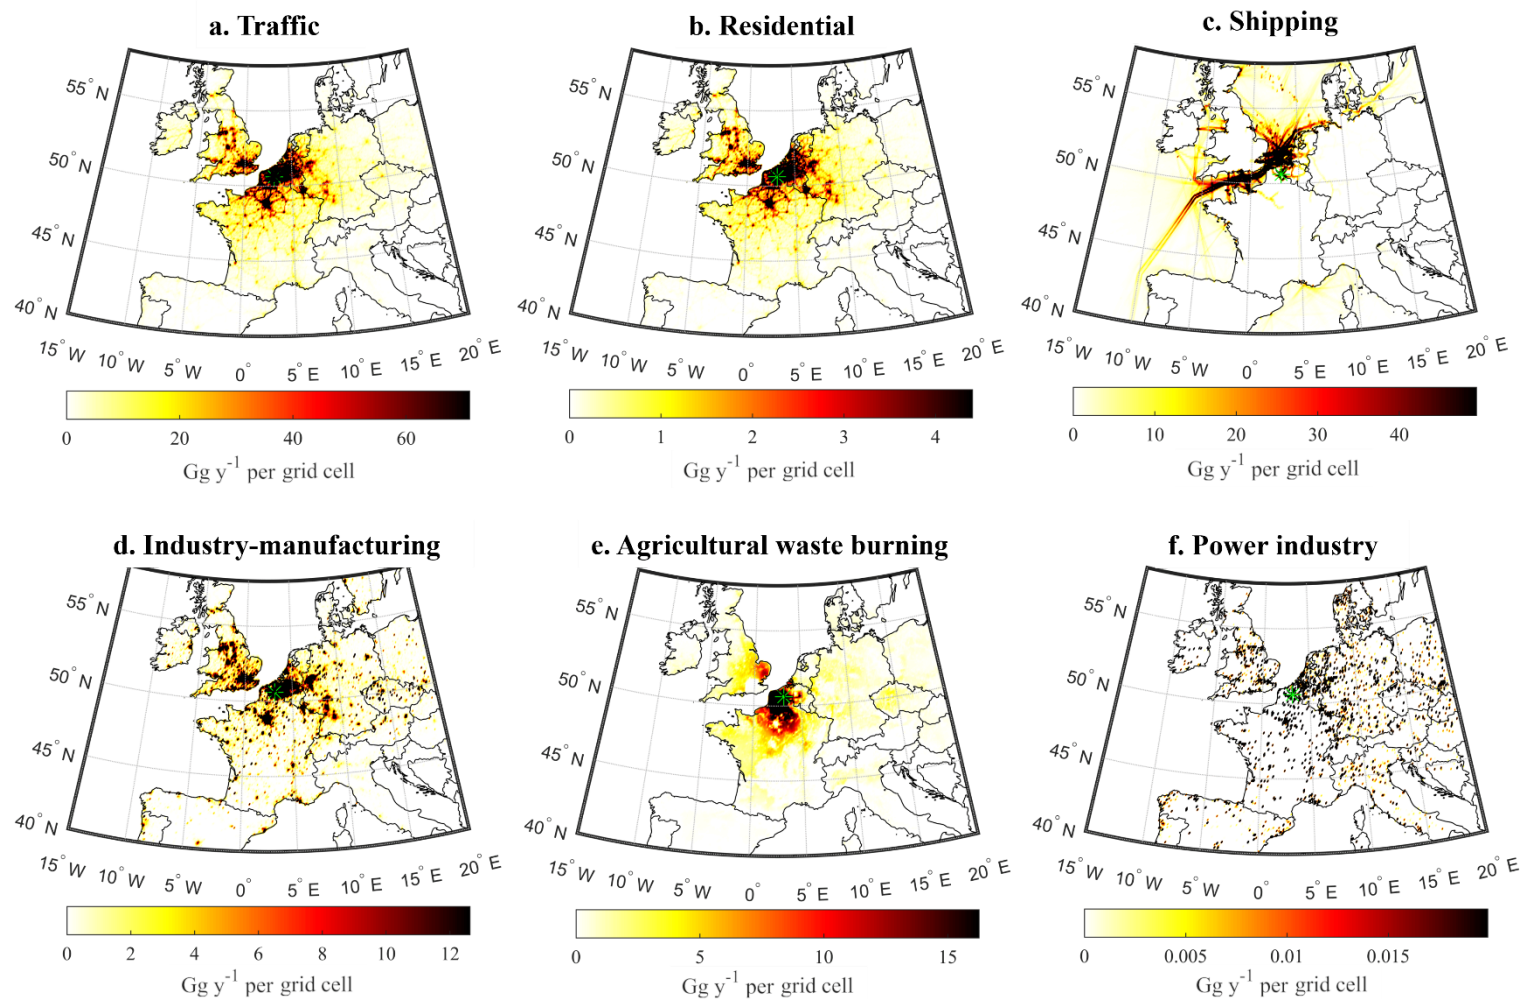 a. Traffic
b. Residential
c. Shipping
55° N
50° N
45° N
40° N
15° W
10° W
5° W
0°
5° E
10° E
15° E
20° E
0
20
40
60
Gg y-1 per grid cell
55° N
50° N
45° N
40° N
15° W
10° W
5° W
0°
5° E
10° E
15° E
20° E
0
1
2
3
4
Gg y-1 per grid cell
55° N
50° N
45° N
40° N
15° W
10° W
5° W
0°
5° E
10° E
15° E
20° E
0
10
20
30
40
Gg y-1 per grid cell
d. Industry-manufacturing
e. Agricultural waste burning
f. Power industry
55° N
50° N
45° N
40° N
15° W
10° W
5° W
0°
5° E
10° E
15° E
20° E
0
2
4
6
8
10
12
Gg y-1 per grid cell
55° N
50° N
45° N
40° N
15° W
10° W
5° W
0°
5° E
10° E
15° E
20° E
0
5
10
15
Gg y-1 per grid cell
55° N
50° N
45° N
40° N
15° W
10° W
5° W
0°
5° E
10° E
15° E
20° E
0
0.005
0.01
0.015
Gg y-1 per grid cell